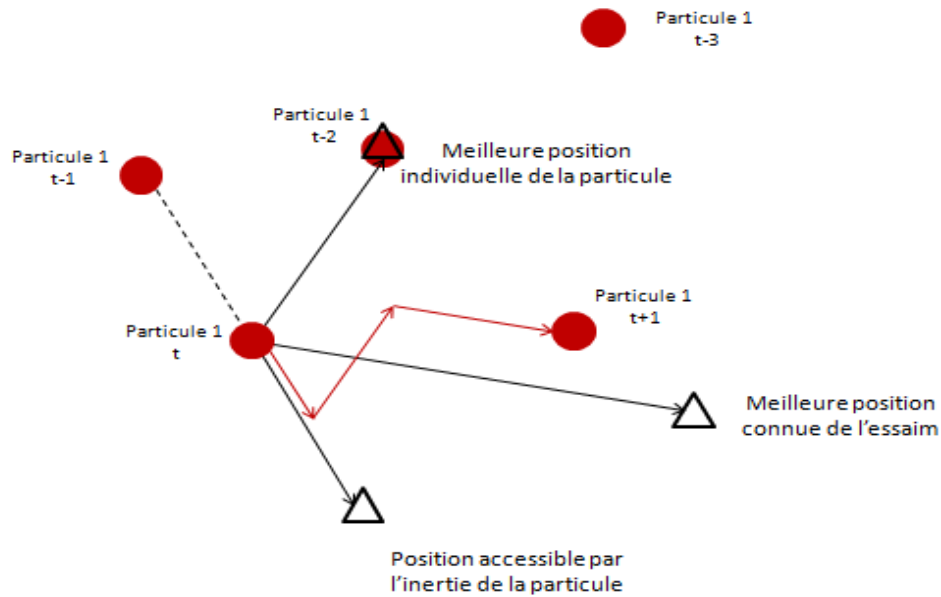 Particule 1
t-3
Particule 1
t-2
Meilleure position
individuelle de la particule
Particule 1
t-1
Particule 1
t+1
Particule 1
t
Meilleure position
connue de l'essaim
Position accessible par
l'inertie de la particule